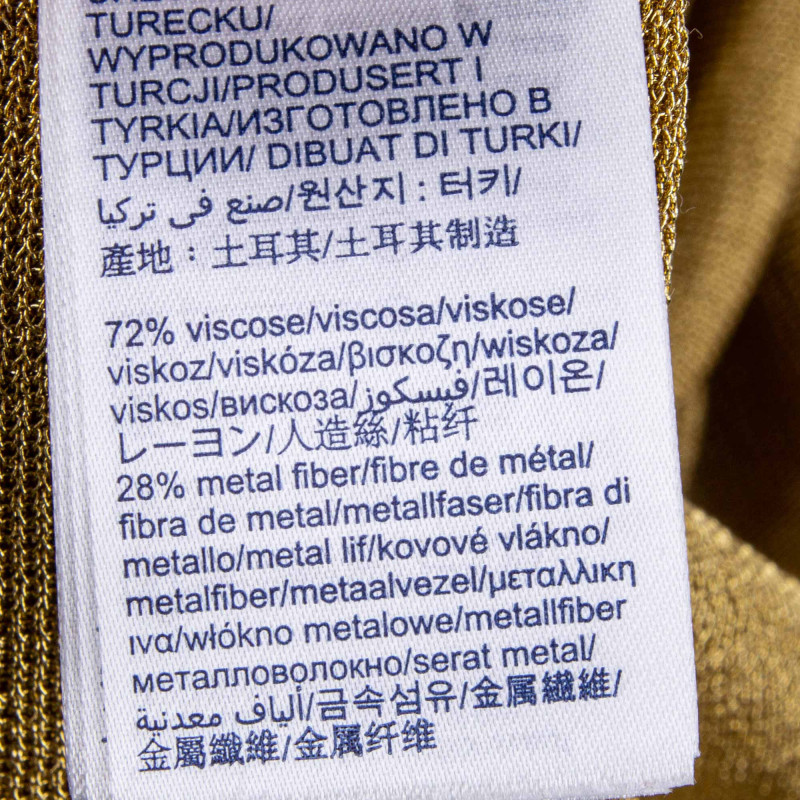 TURECKU/
WYPRODUKOWANO W
TURCJI/PRODUSERT I
TYRKIA/ИЗГОТОВЛЕНО В
ТУРЦИИ/ DIBUAT DI TURKI/
صنع في تركيا/원산지 : 터키/
產地：土耳其/土耳其制造
72% viscose/viscosa/viskose/
viskoz/viskóza/βισκοζη/wiskoza/
viskos/вискоза/فيسكوز/레이온/
レーヨン/人造絲/粘纤
28% metal fiber/fibre de métal/
fibra de metal/metallfaser/fibra di
metallo/metal lif/kovové vlákno/
metalfiber/metaalvezel/μεταλλικη
ινα/włókno metalowe/metallfiber
металловолокно/serat metal/
ألياف معدنية/금속섬유/金属繊維/
金屬纖維/金属纤维